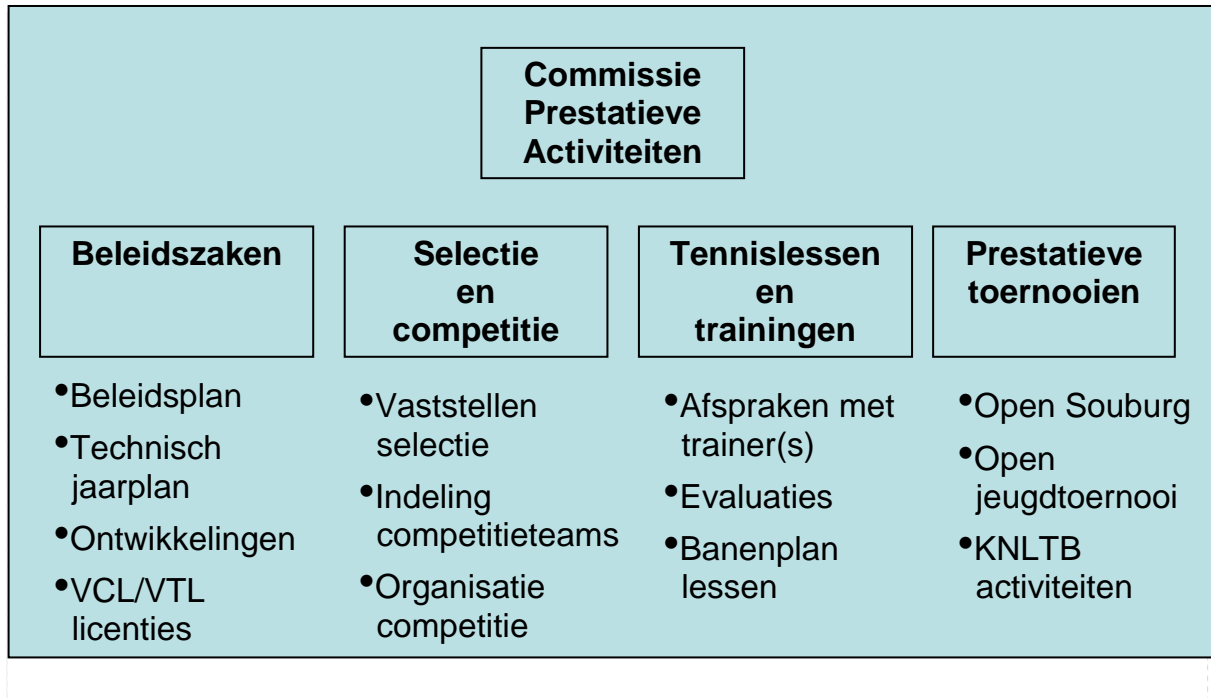 Commissie
Prestatieve
Activiteiten
Beleidszaken
•Beleidsplan
•Technisch
jaarplan
•Ontwikkelingen
•VCL/VTL
licenties
Selectie
en
competitie
•Vaststellen
selectie
•Indeling
competitieteams
•Organisatie
competitie
Tennislessen
en
trainingen
•Afspraken met
trainer(s)
•Evaluaties
•Banenplan
lessen
Prestatieve
toernooien
•Open Souburg
•Open
jeugdtoernooi
•KNLTB
activiteiten